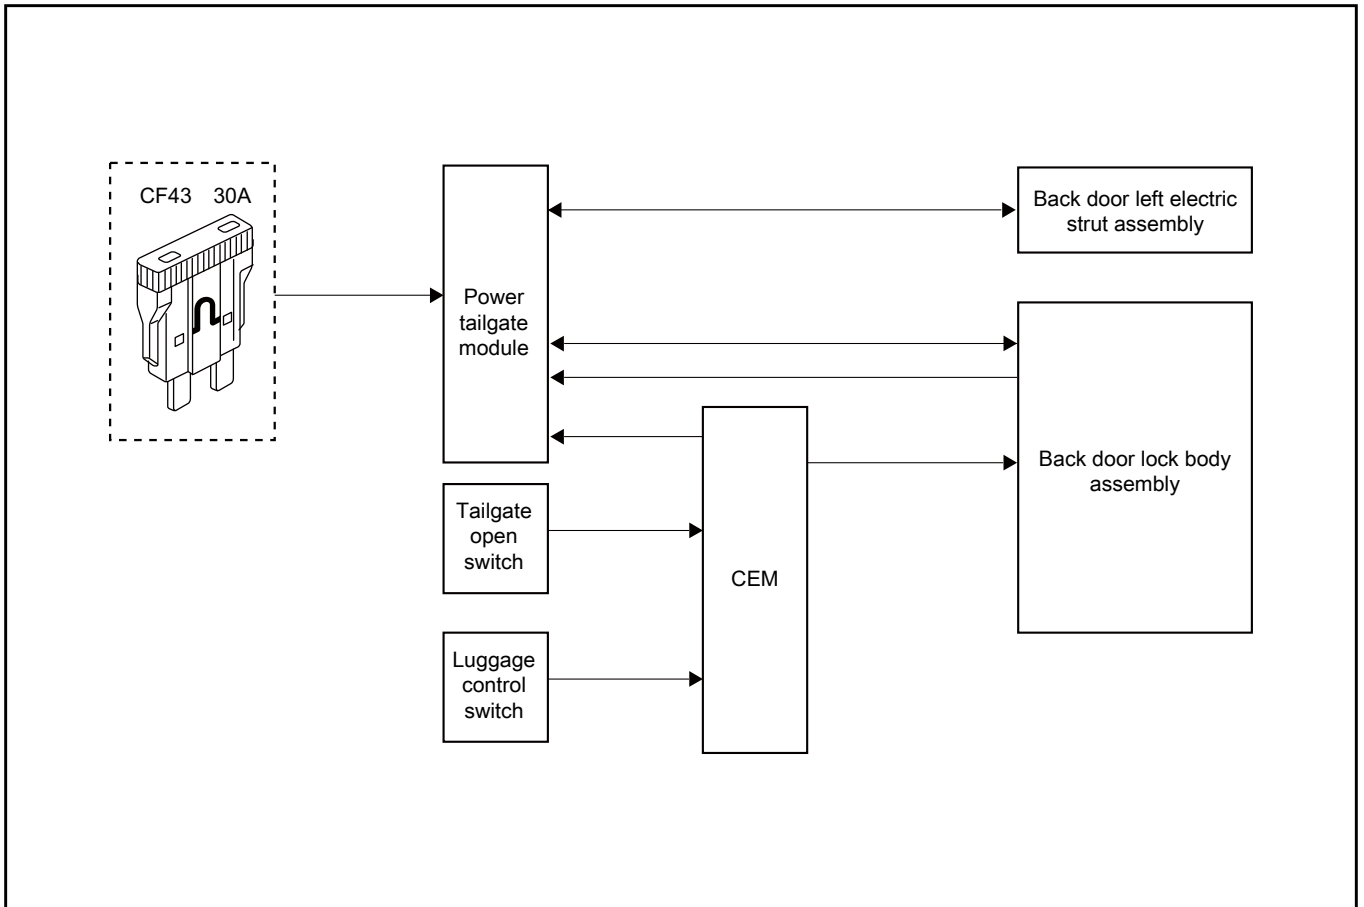 CF43 30A
Power
tailgate
module
Back door left electric
strut assembly
Back door lock body
assembly
CEM
Tailgate
open
switch
Luggage
control
switch